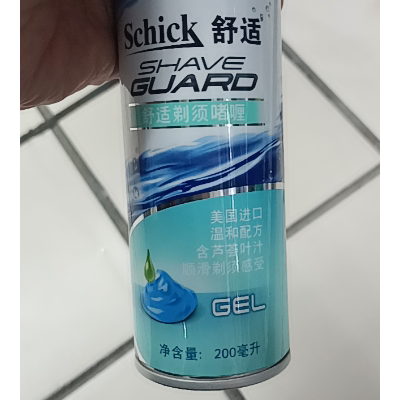 Schick 舒适
SHAVE
GUARD
舒适剃须啫喱
美国进口
温和配方
含芦荟叶汁
顺滑剃须感受
GEL
净含量: 200毫升